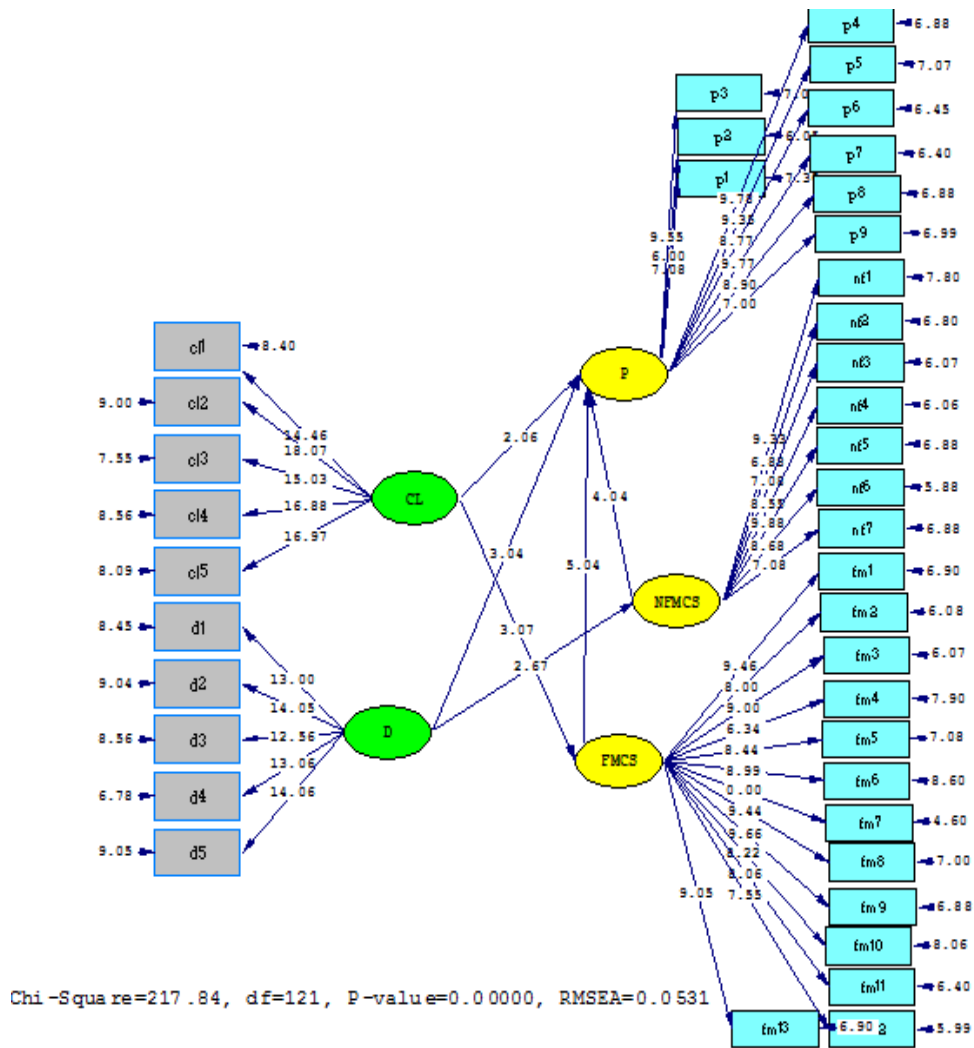 p4 6.88
p5 7.07
p3
p6 6.45
p2
p7 6.40
p1
p8 6.88
9.78
p9 6.99
9.35
9.55 8.77
6.00 9.77
7.08 8.90
7.00
nf1 7.80
nf2 6.80
cl1 8.40
nf3 6.07
P
9.00 cl2
nf4 6.06
14.46 2.06 9.33
18.07
nf5 6.88
7.55 cl3 15.03 6.88
7.08
CL 4.04 nf6 5.88
8.56 cl4 16.88 8.55
9.88
nf7 6.88
16.97 8.68
8.09 cl5 3.04 5.04 7.08
fm1 6.90
NFMCS
fm2 6.08
8.45 d1 3.07
fm3 6.07
2.67 9.46
13.00 8.00
9.04 d2 9.00
fm4 7.90
14.05 6.34
D fm5 7.08
8.56 d3 12.56 8.44
FMCS
13.06 8.99 fm6 8.60
6.78 d4 14.06 0.00
fm7 4.60
9.44
9.66 fm8 7.00
9.05 d5 8.22
8.06
9.05 7.55
fm9 6.88
fm10 8.06
fm11 6.40
Chi-Square=217.84, df=121, P-value=0.00000, RMSEA=0.0531
fm13 6.90 2 5.99